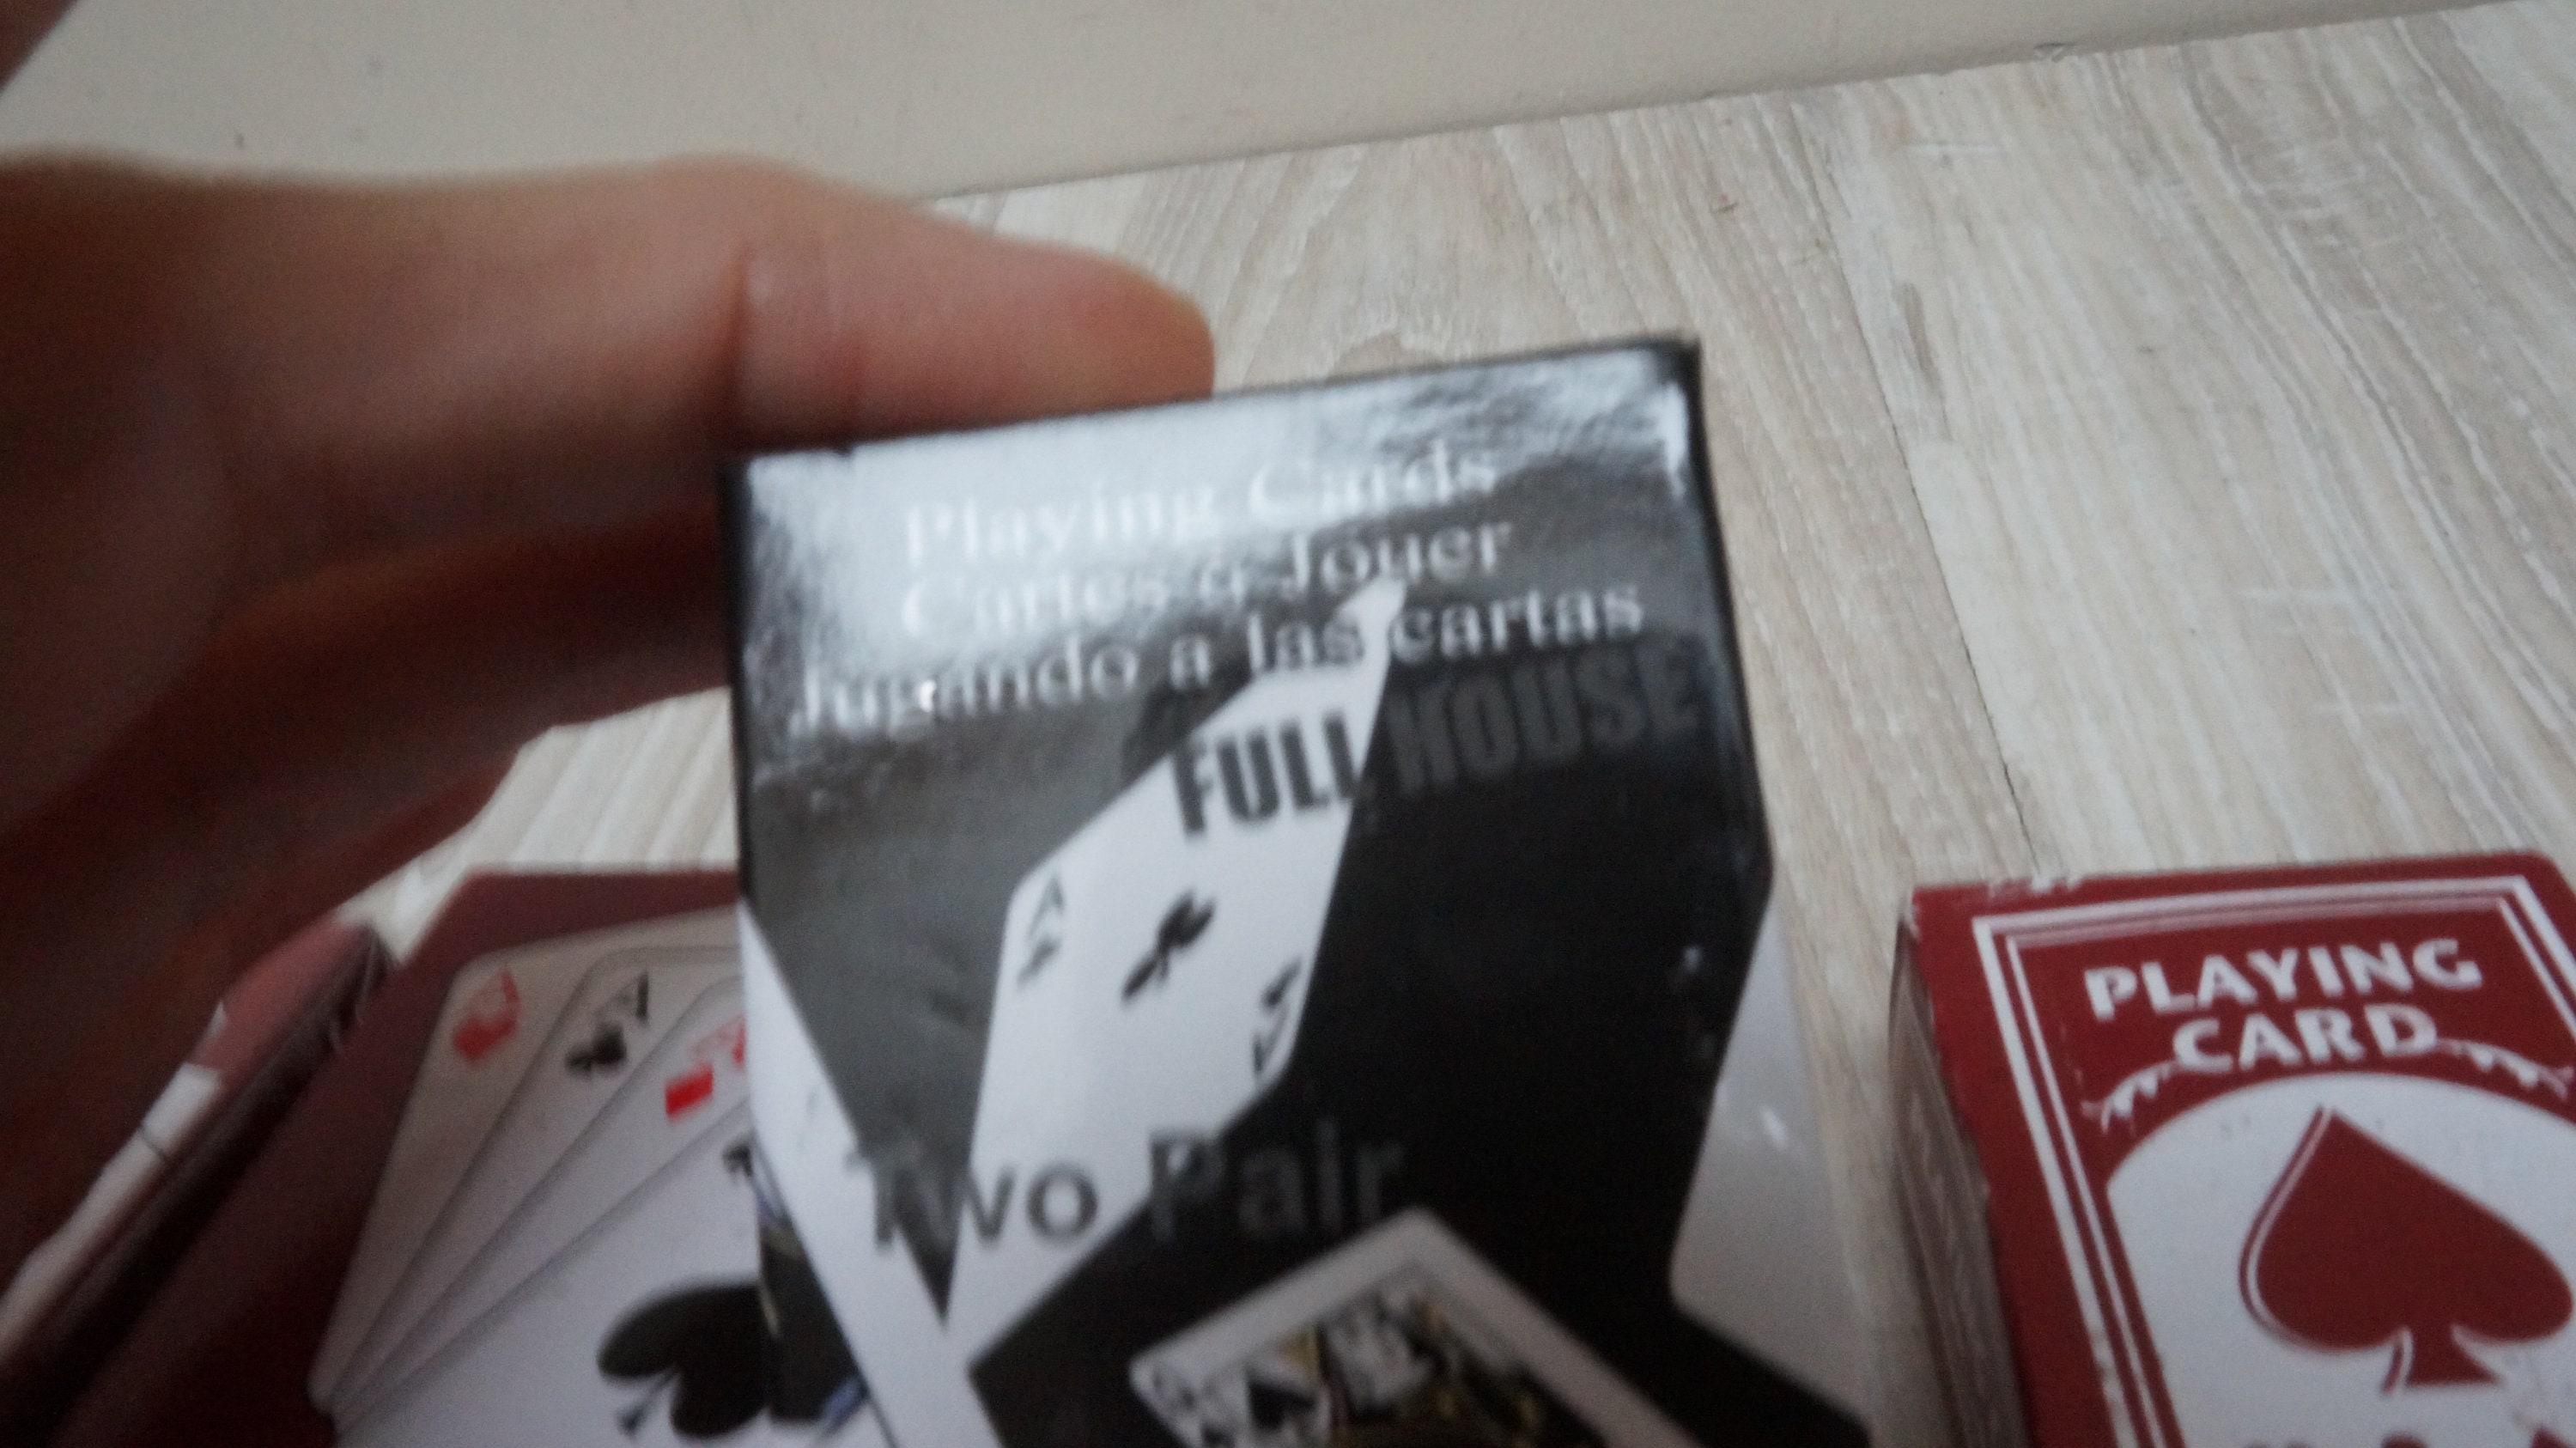 Playing Cards
Cartes a Jouer
Jugando a las cartas
FULL HOUSE
A
Two Pair
PLAYING
CARD